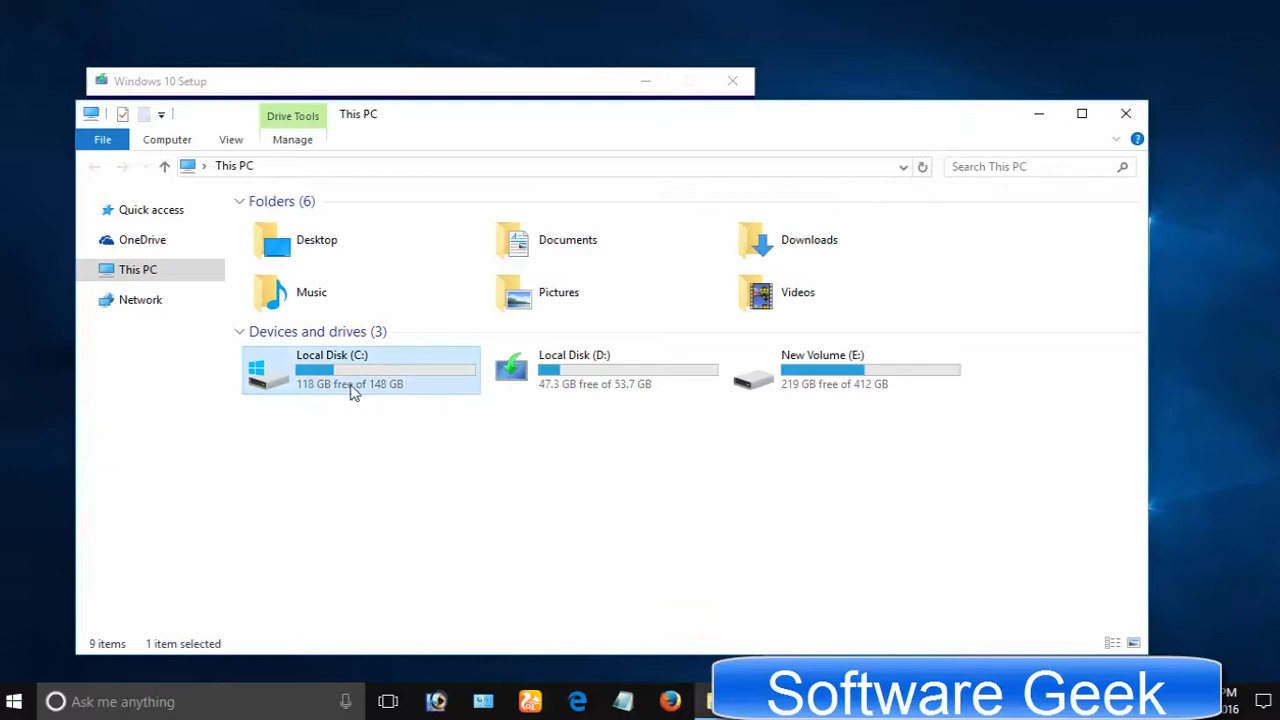 Windows 10 Setup
Drive Tools
This PC
File
Computer
View
Manage
This PC
Search This PC
Quick access
OneDrive
This PC
Network
Folders (6)
Desktop
Documents
Downloads
Music
Pictures
Videos
Devices and drives (3)
Local Disk (C:)
118 GB free of 148 GB
Local Disk (D:)
47.3 GB free of 53.7 GB
New Volume (E:)
219 GB free of 412 GB
9 items
1 item selected
Ask me anything
Software Geek
PM
2016